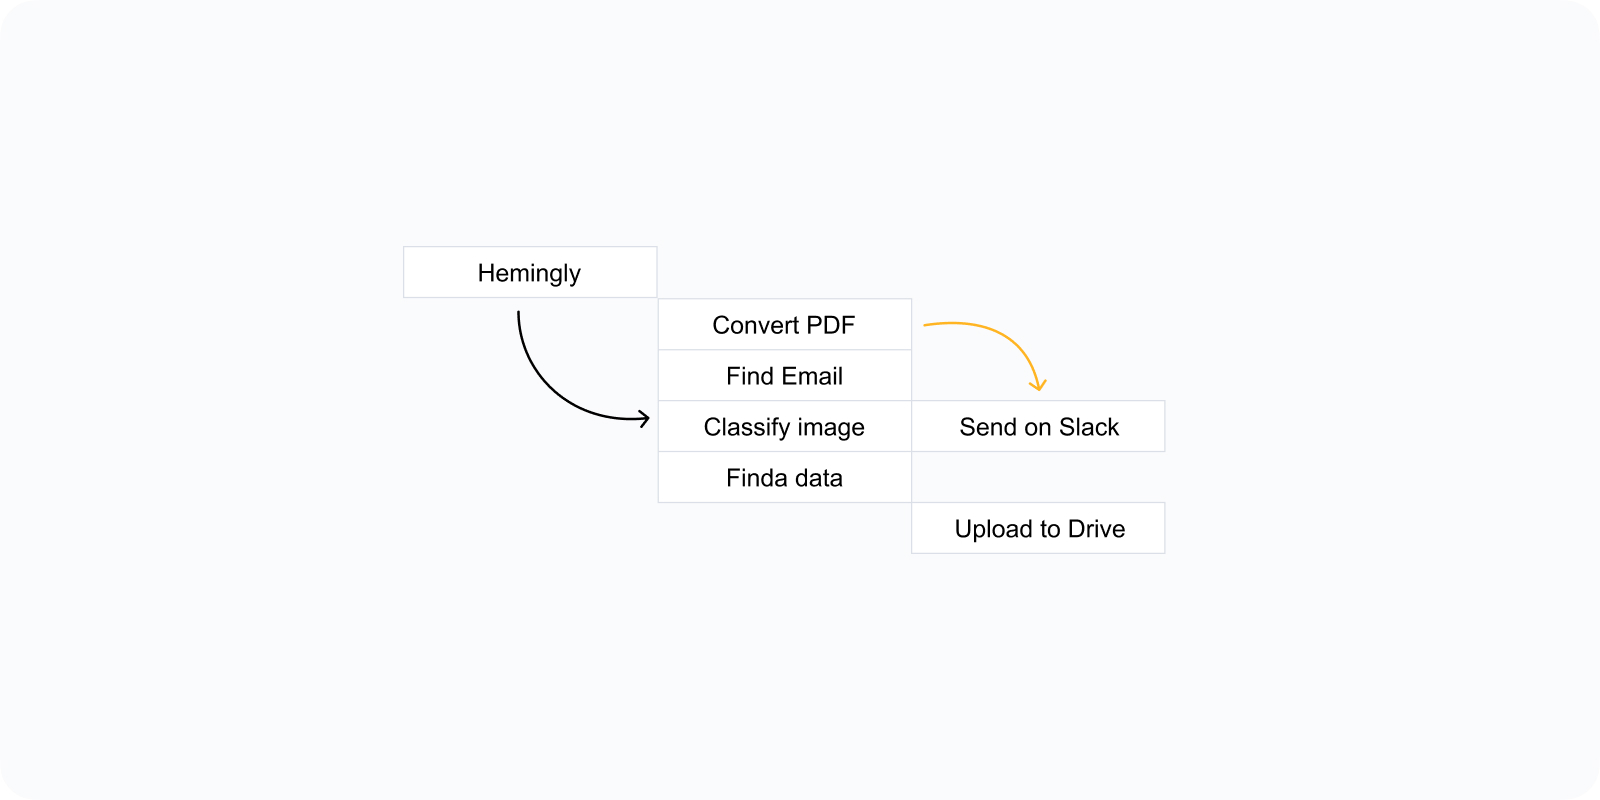 Hemingly
Convert PDF
Find Email
Classify image
Send on Slack
Finda data
Upload to Drive